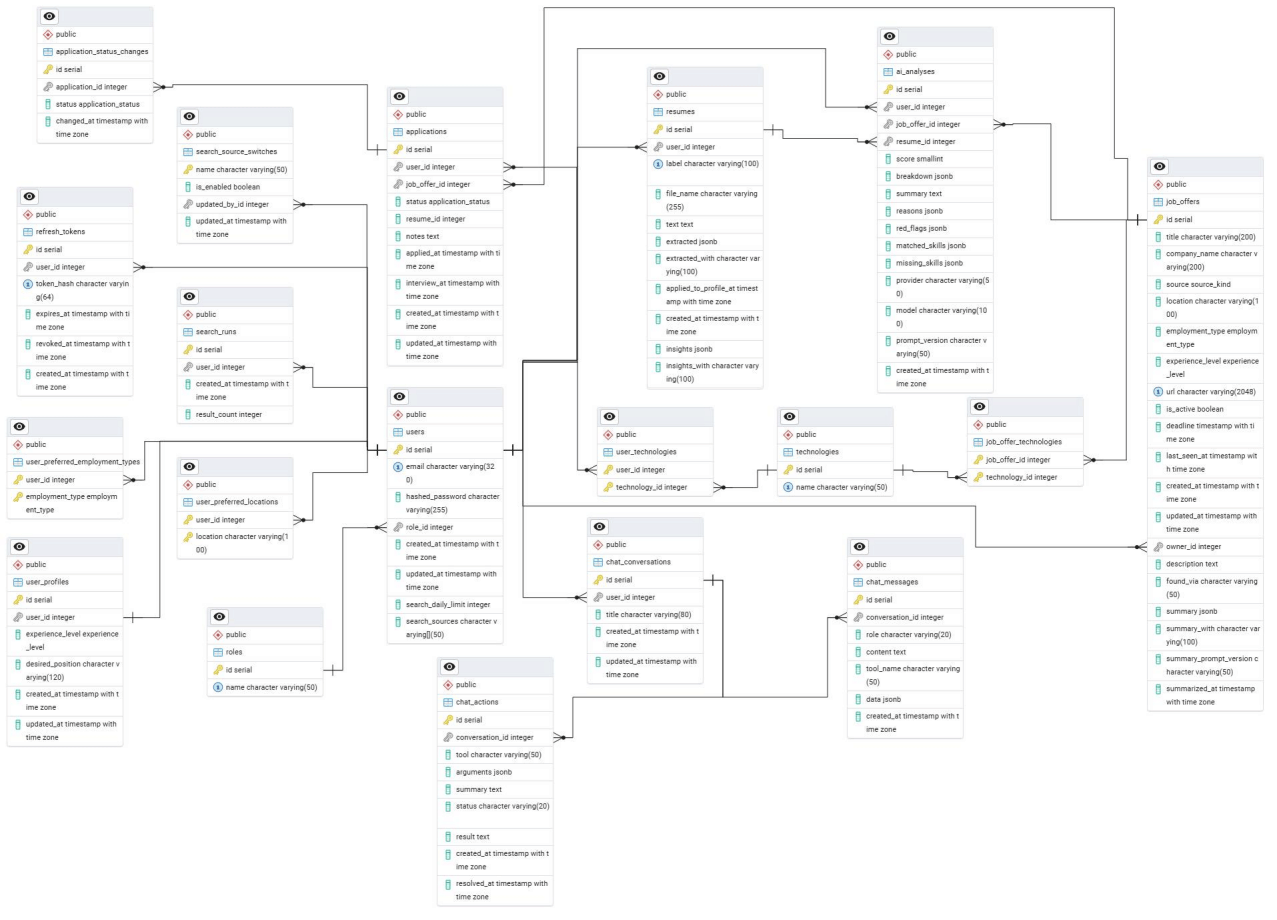 public
application_status_changes
id serial
application_id integer
status application_status
changed_at timestamp with
time zone
public
search_source_switches
name character varying(50)
is_enabled boolean
updated_by_id integer
updated_at timestamp with
time zone
public
refresh_tokens
id serial
user_id integer
token_hash character varyin
g(64)
expires_at timestamp with ti
me zone
revoked_at timestamp with t
ime zone
created_at timestamp with t
ime zone
public
search_runs
id serial
user_id integer
created_at timestamp with t
ime zone
result_count integer
public
user_preferred_employment_types
user_id integer
employment_type employm
ent_type
public
user_preferred_locations
user_id integer
location character varying(1
00)
public
user_profiles
id serial
user_id integer
experience_level experience
_level
desired_position character v
arying(120)
created_at timestamp with t
ime zone
updated_at timestamp with
time zone
public
roles
id serial
name character varying(50)
public
applications
id serial
user_id integer
job_offer_id integer
status application_status
resume_id integer
notes text
applied_at timestamp with ti
me zone
interview_at timestamp with
time zone
created_at timestamp with t
ime zone
updated_at timestamp with
time zone
public
users
id serial
email character varying(32
0)
hashed_password character
varying(255)
role_id integer
created_at timestamp with t
ime zone
updated_at timestamp with
time zone
search_daily_limit integer
search_sources character v
arying[](50)
public
chat_actions
id serial
conversation_id integer
tool character varying(50)
arguments jsonb
summary text
status character varying(20)
result text
created_at timestamp with t
ime zone
resolved_at timestamp with
time zone
public
resumes
id serial
user_id integer
label character varying(100)
file_name character varying
(255)
text text
extracted jsonb
extracted_with character var
ying(100)
applied_to_profile_at timest
amp with time zone
created_at timestamp with t
ime zone
insights jsonb
insights_with character vary
ing(100)
public
user_technologies
user_id integer
technology_id integer
public
technologies
id serial
name character varying(50)
public
job_offer_technologies
job_offer_id integer
technology_id integer
public
chat_conversations
id serial
user_id integer
title character varying(80)
created_at timestamp with t
ime zone
updated_at timestamp with
time zone
public
chat_messages
id serial
conversation_id integer
role character varying(20)
content text
tool_name character varying
(50)
data jsonb
created_at timestamp with t
ime zone
public
ai_analyses
id serial
user_id integer
job_offer_id integer
resume_id integer
score smallint
breakdown jsonb
summary text
reasons jsonb
red_flags jsonb
matched_skills jsonb
missing_skills jsonb
provider character varying(5
0)
model character varying(10
0)
prompt_version character v
arying(50)
created_at timestamp with t
ime zone
public
job_offers
id serial
title character varying(200)
company_name character v
arying(200)
source source_kind
location character varying(1
00)
employment_type employm
ent_type
experience_level experience
_level
url character varying(2048)
is_active boolean
deadline timestamp with ti
me zone
last_seen_at timestamp wit
h time zone
created_at timestamp with t
ime zone
updated_at timestamp with
time zone
owner_id integer
description text
found_via character varying
(50)
summary jsonb
summary_with character var
ying(100)
summary_prompt_version c
haracter varying(50)
summarized_at timestamp
with time zone